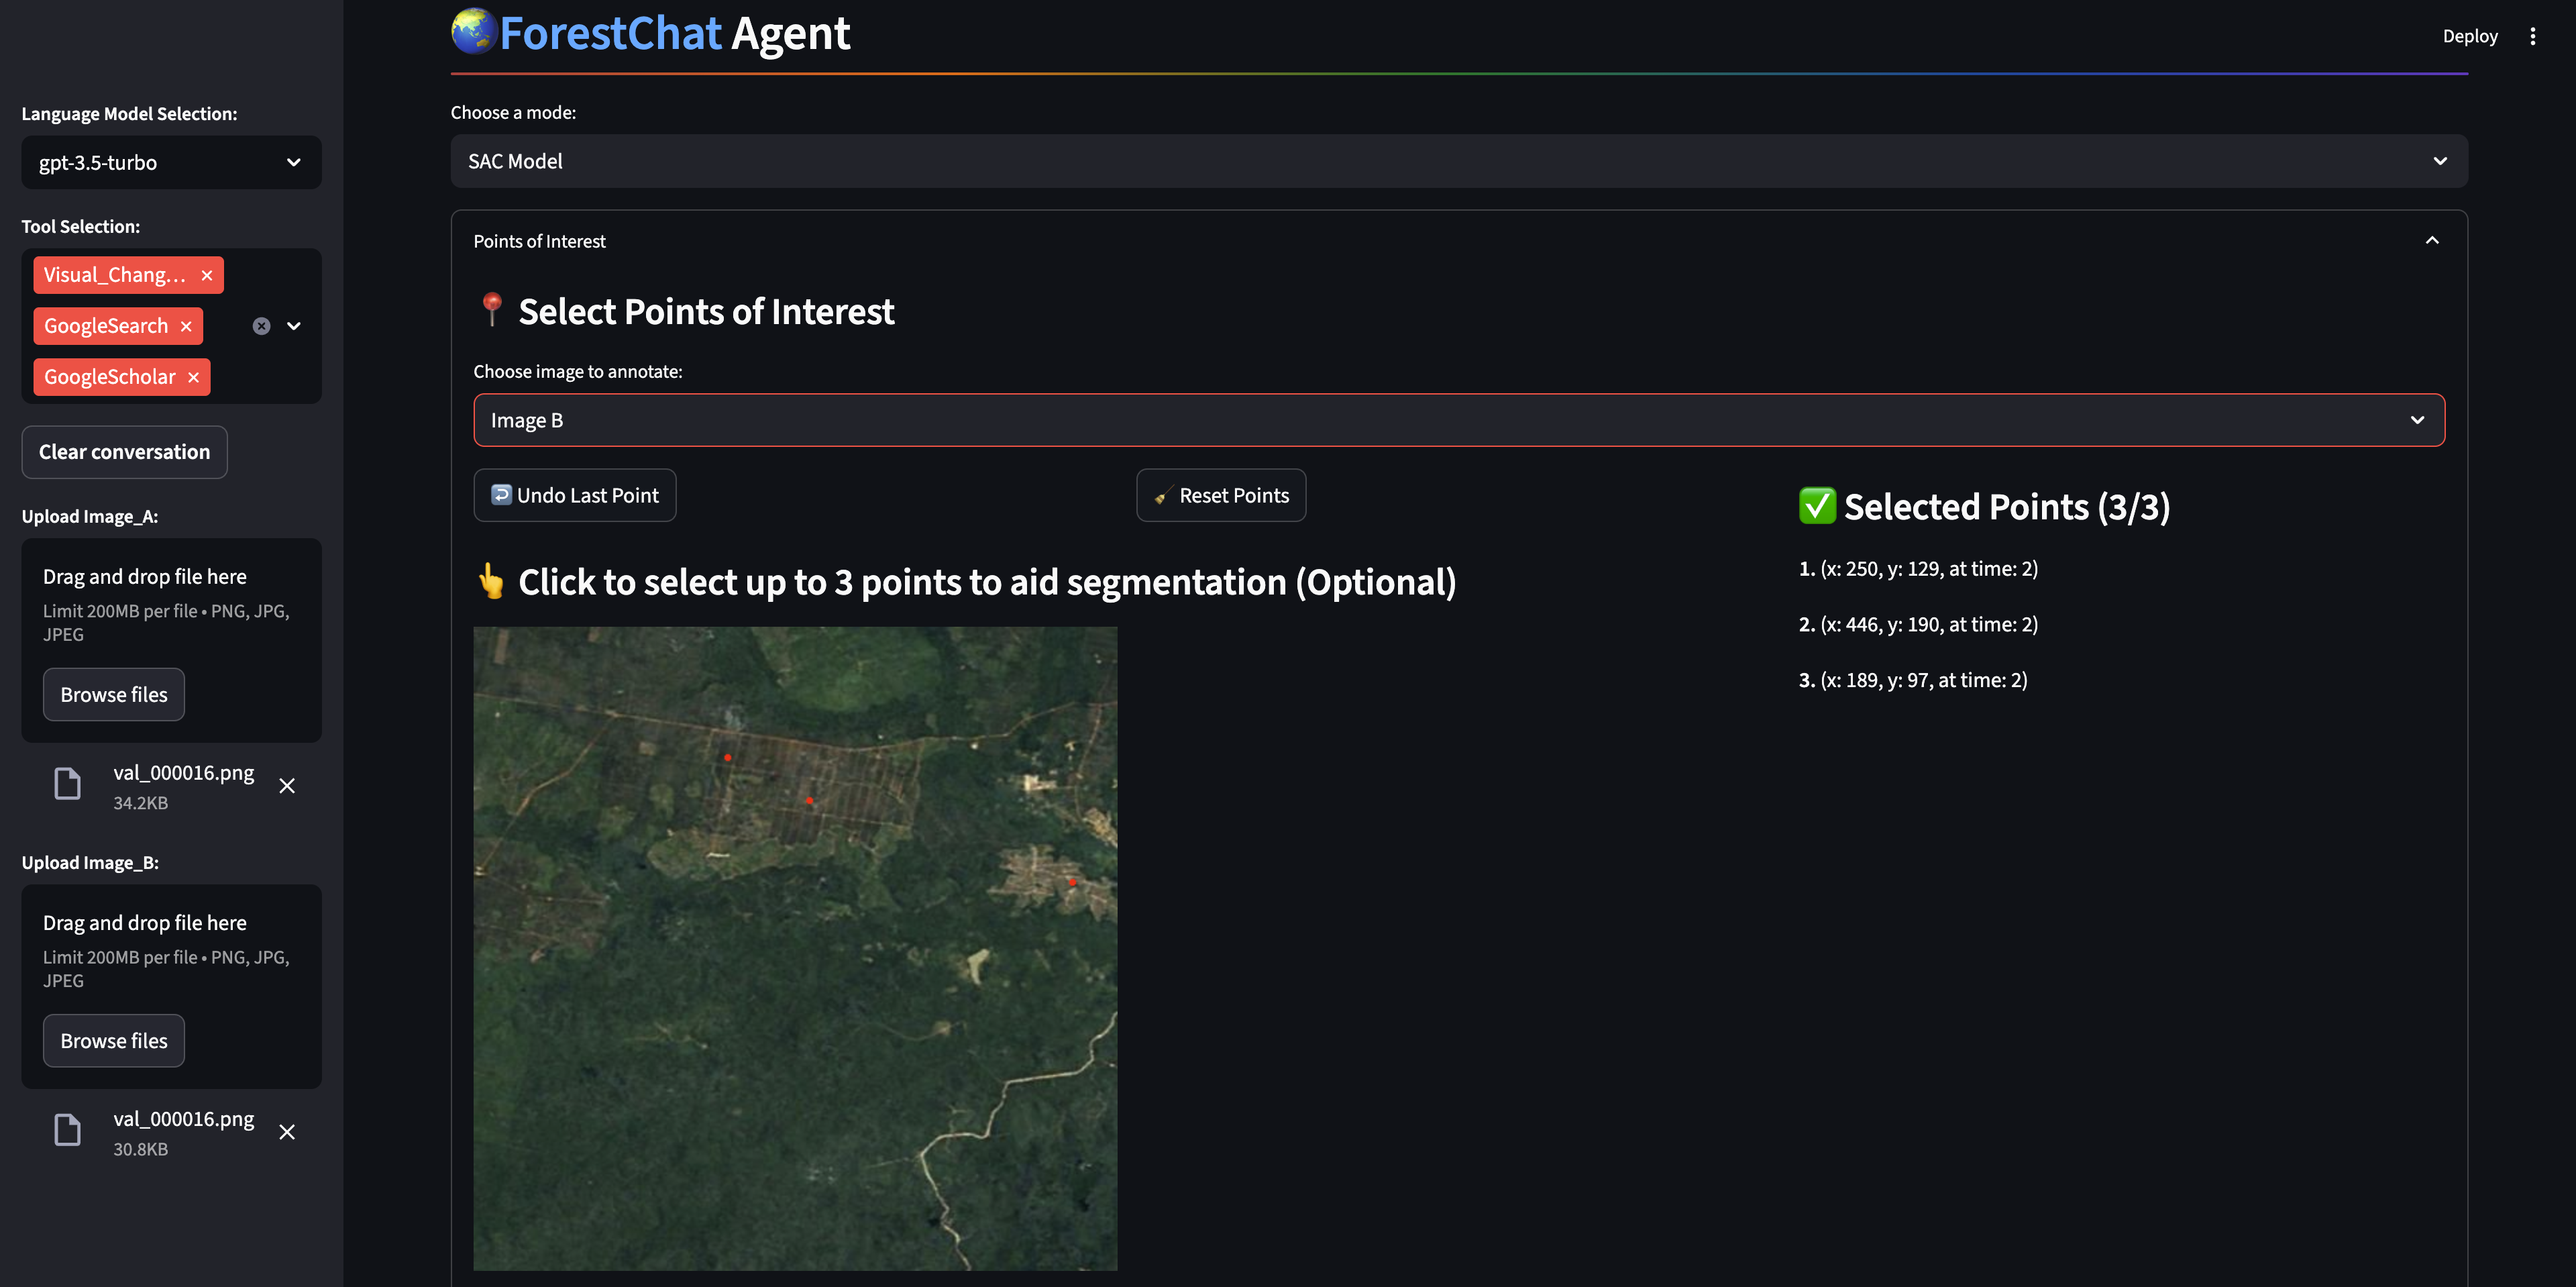 Language Model Selection:
gpt-3.5-turbo
Tool Selection:
Visual_Chang...
GoogleSearch
GoogleScholar
Clear conversation
Upload Image_A:
Drag and drop file here
Limit 200MB per file • PNG, JPG,
JPEG
Browse files
val_000016.png
34.2KB
Upload Image_B:
Drag and drop file here
Limit 200MB per file • PNG, JPG,
JPEG
Browse files
val_000016.png
30.8KB
ForestChat Agent
Deploy
Choose a mode:
SAC Model
Points of Interest
Select Points of Interest
Choose image to annotate:
Image B
Undo Last Point
Reset Points
Click to select up to 3 points to aid segmentation (Optional)
Selected Points (3/3)
1. (x: 250, y: 129, at time: 2)
2. (x: 446, y: 190, at time: 2)
3. (x: 189, y: 97, at time: 2)